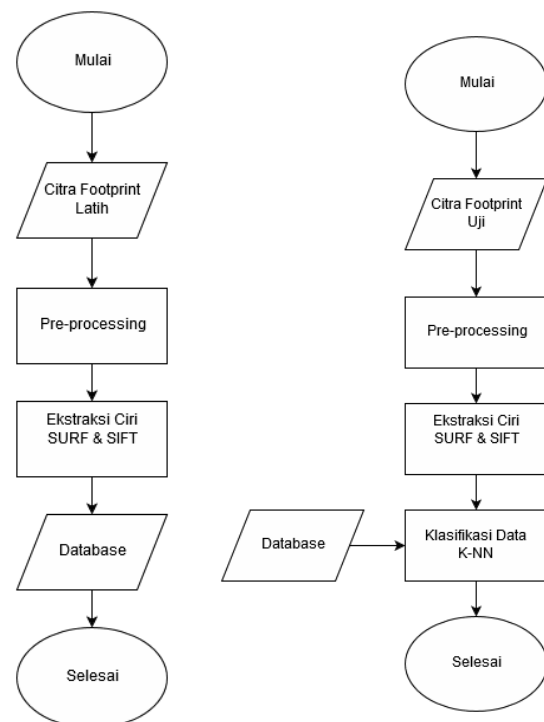 Mulai
Citra Footprint
Latih
Pre-processing
Ekstraksi Ciri
SURF & SIFT
Database
Selesai
Mulai
Citra Footprint
Uji
Pre-processing
Ekstraksi Ciri
SURF & SIFT
Database
Klasifikasi Data
K-NN
Selesai